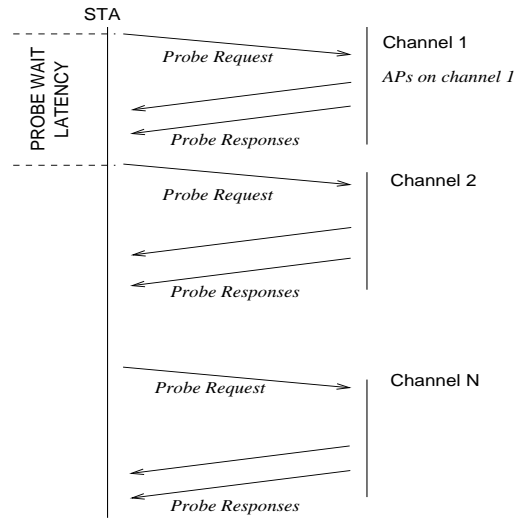 STA
Probe Request
Channel 1
APs on channel 1
PROBE WAIT
LATENCY
Probe Responses
Probe Request
Channel 2
Probe Responses
Probe Request
Channel N
Probe Responses